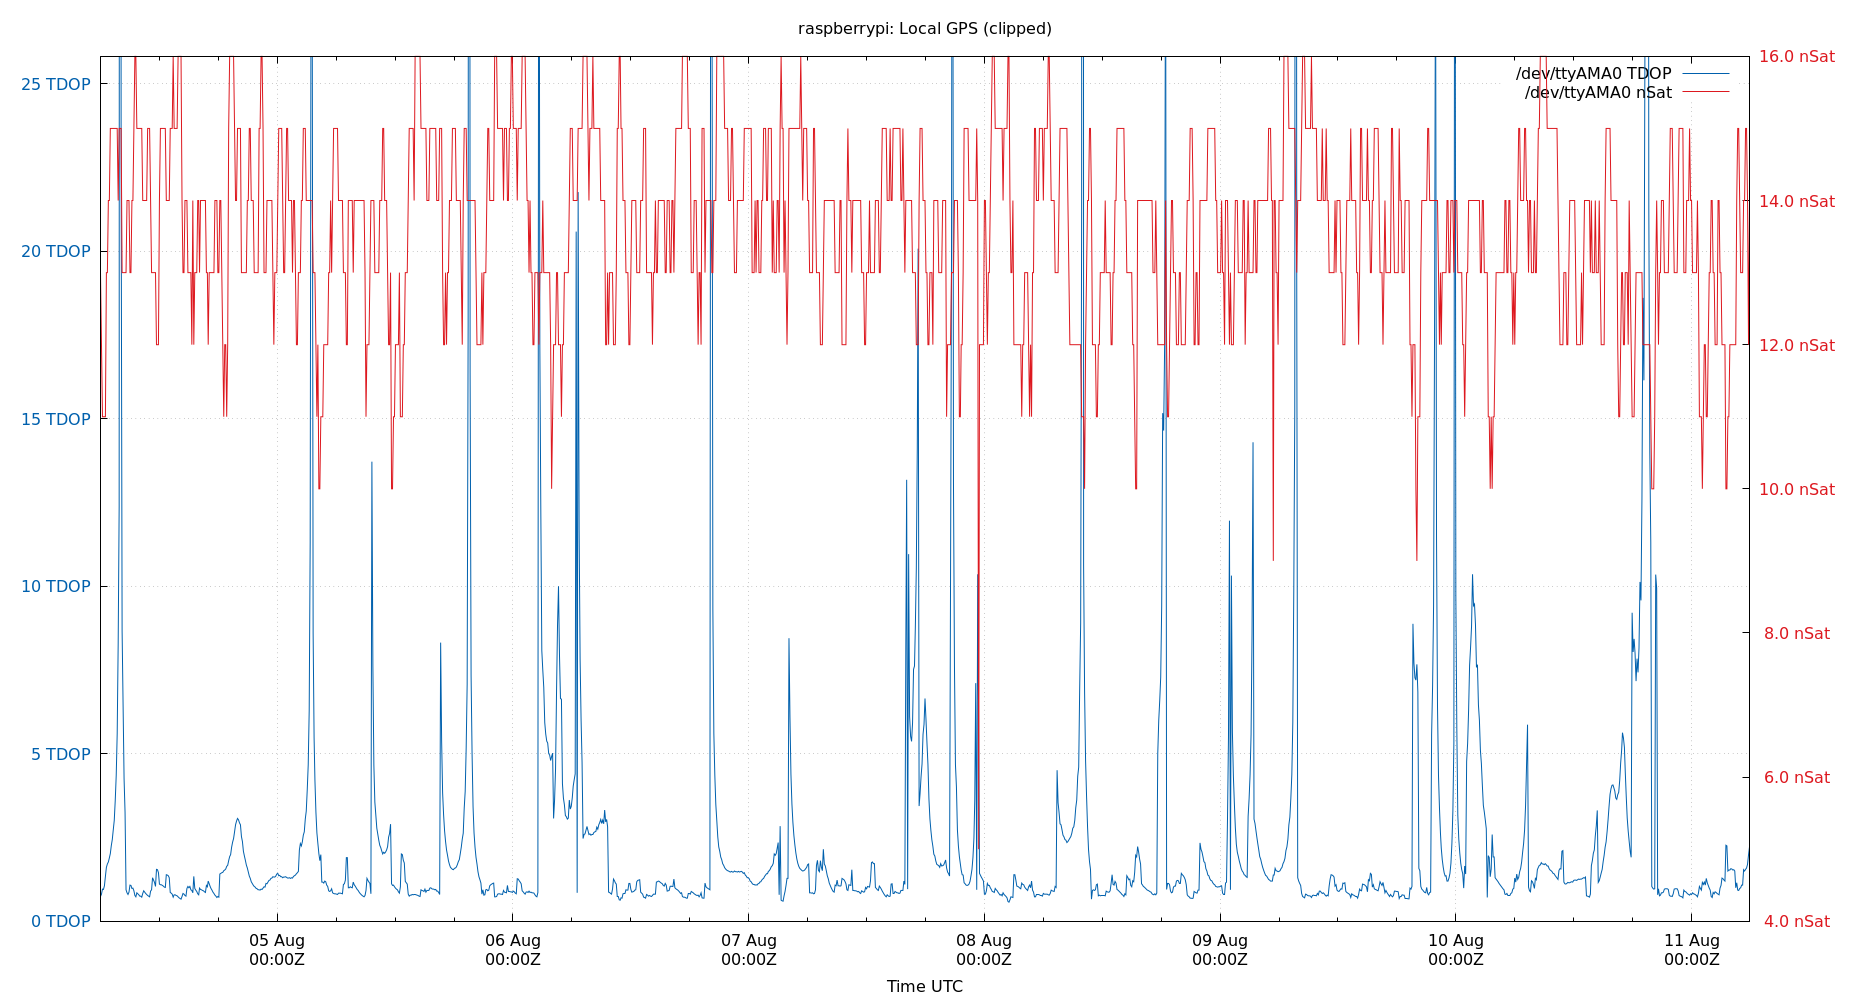 raspberrypi: Local GPS (clipped)
/dev/ttyAMA0 TDOP
/dev/ttyAMA0 nSat
25 TDOP
20 TDOP
15 TDOP
10 TDOP
5 TDOP
0 TDOP
16.0 nSat
14.0 nSat
12.0 nSat
10.0 nSat
8.0 nSat
6.0 nSat
4.0 nSat
05 Aug 06 Aug 07 Aug 08 Aug 09 Aug 10 Aug 11 Aug
00:00Z 00:00Z 00:00Z 00:00Z 00:00Z 00:00Z 00:00Z
Time UTC